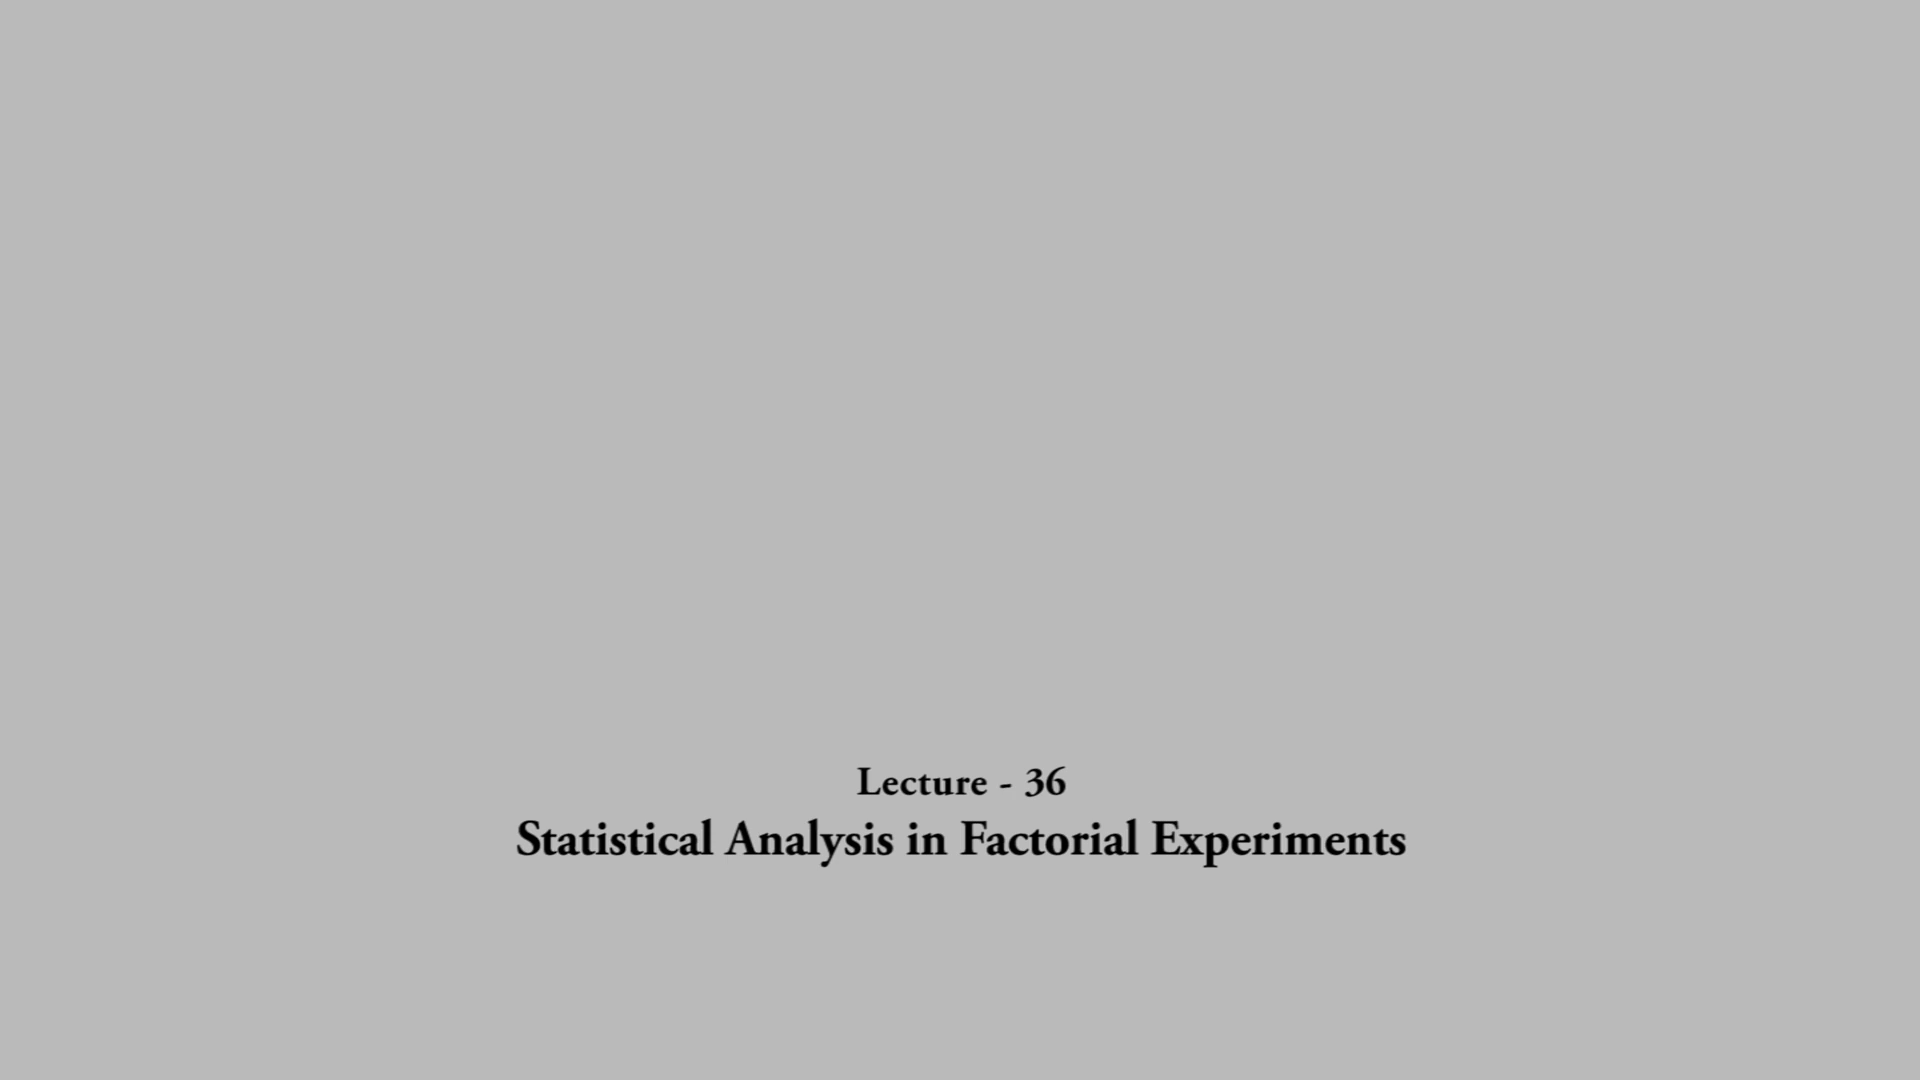 Lecture - 36
Statistical Analysis in Factorial Experiments